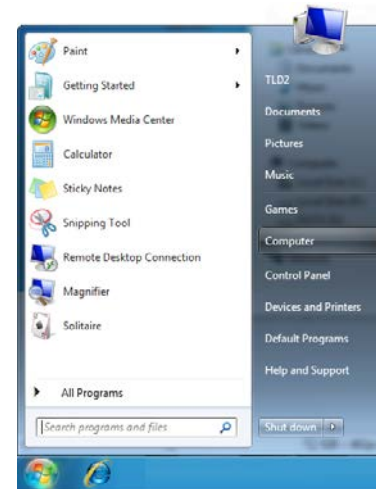 Paint
Getting Started
Windows Media Center
Calculator
Sticky Notes
Snipping Tool
Remote Desktop Connection
Magnifier
Solitaire
All Programs
Search programs and files
TLD2
Documents
Pictures
Music
Games
Computer
Control Panel
Devices and Printers
Default Programs
Help and Support
Shut down